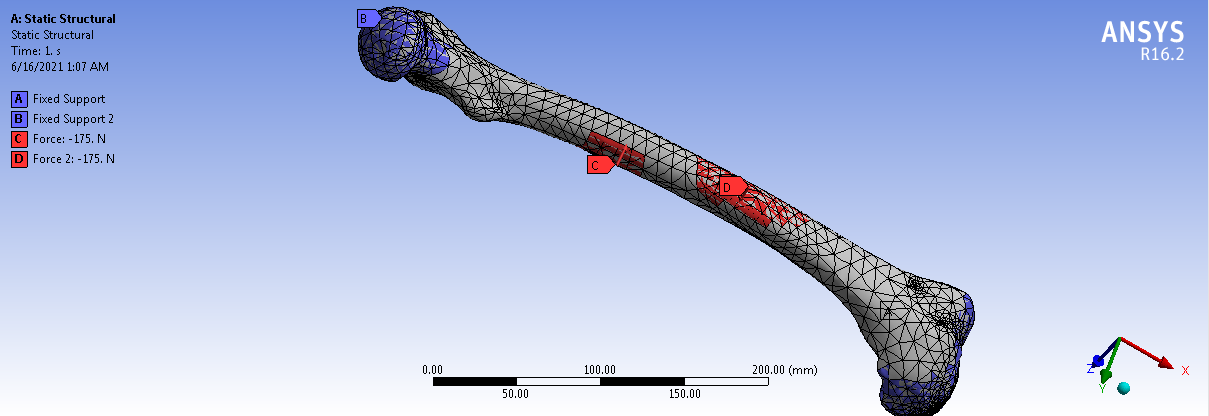 A: Static Structural
Static Structural
Time: 1. s
6/16/2021 1:07 AM
A Fixed Support
B Fixed Support 2
C Force: -175. N
D Force 2: -175. N
B
C
D
ANSYS
R16.2
0.00 100.00 200.00 (mm)
50.00 150.00
Z
Y
X